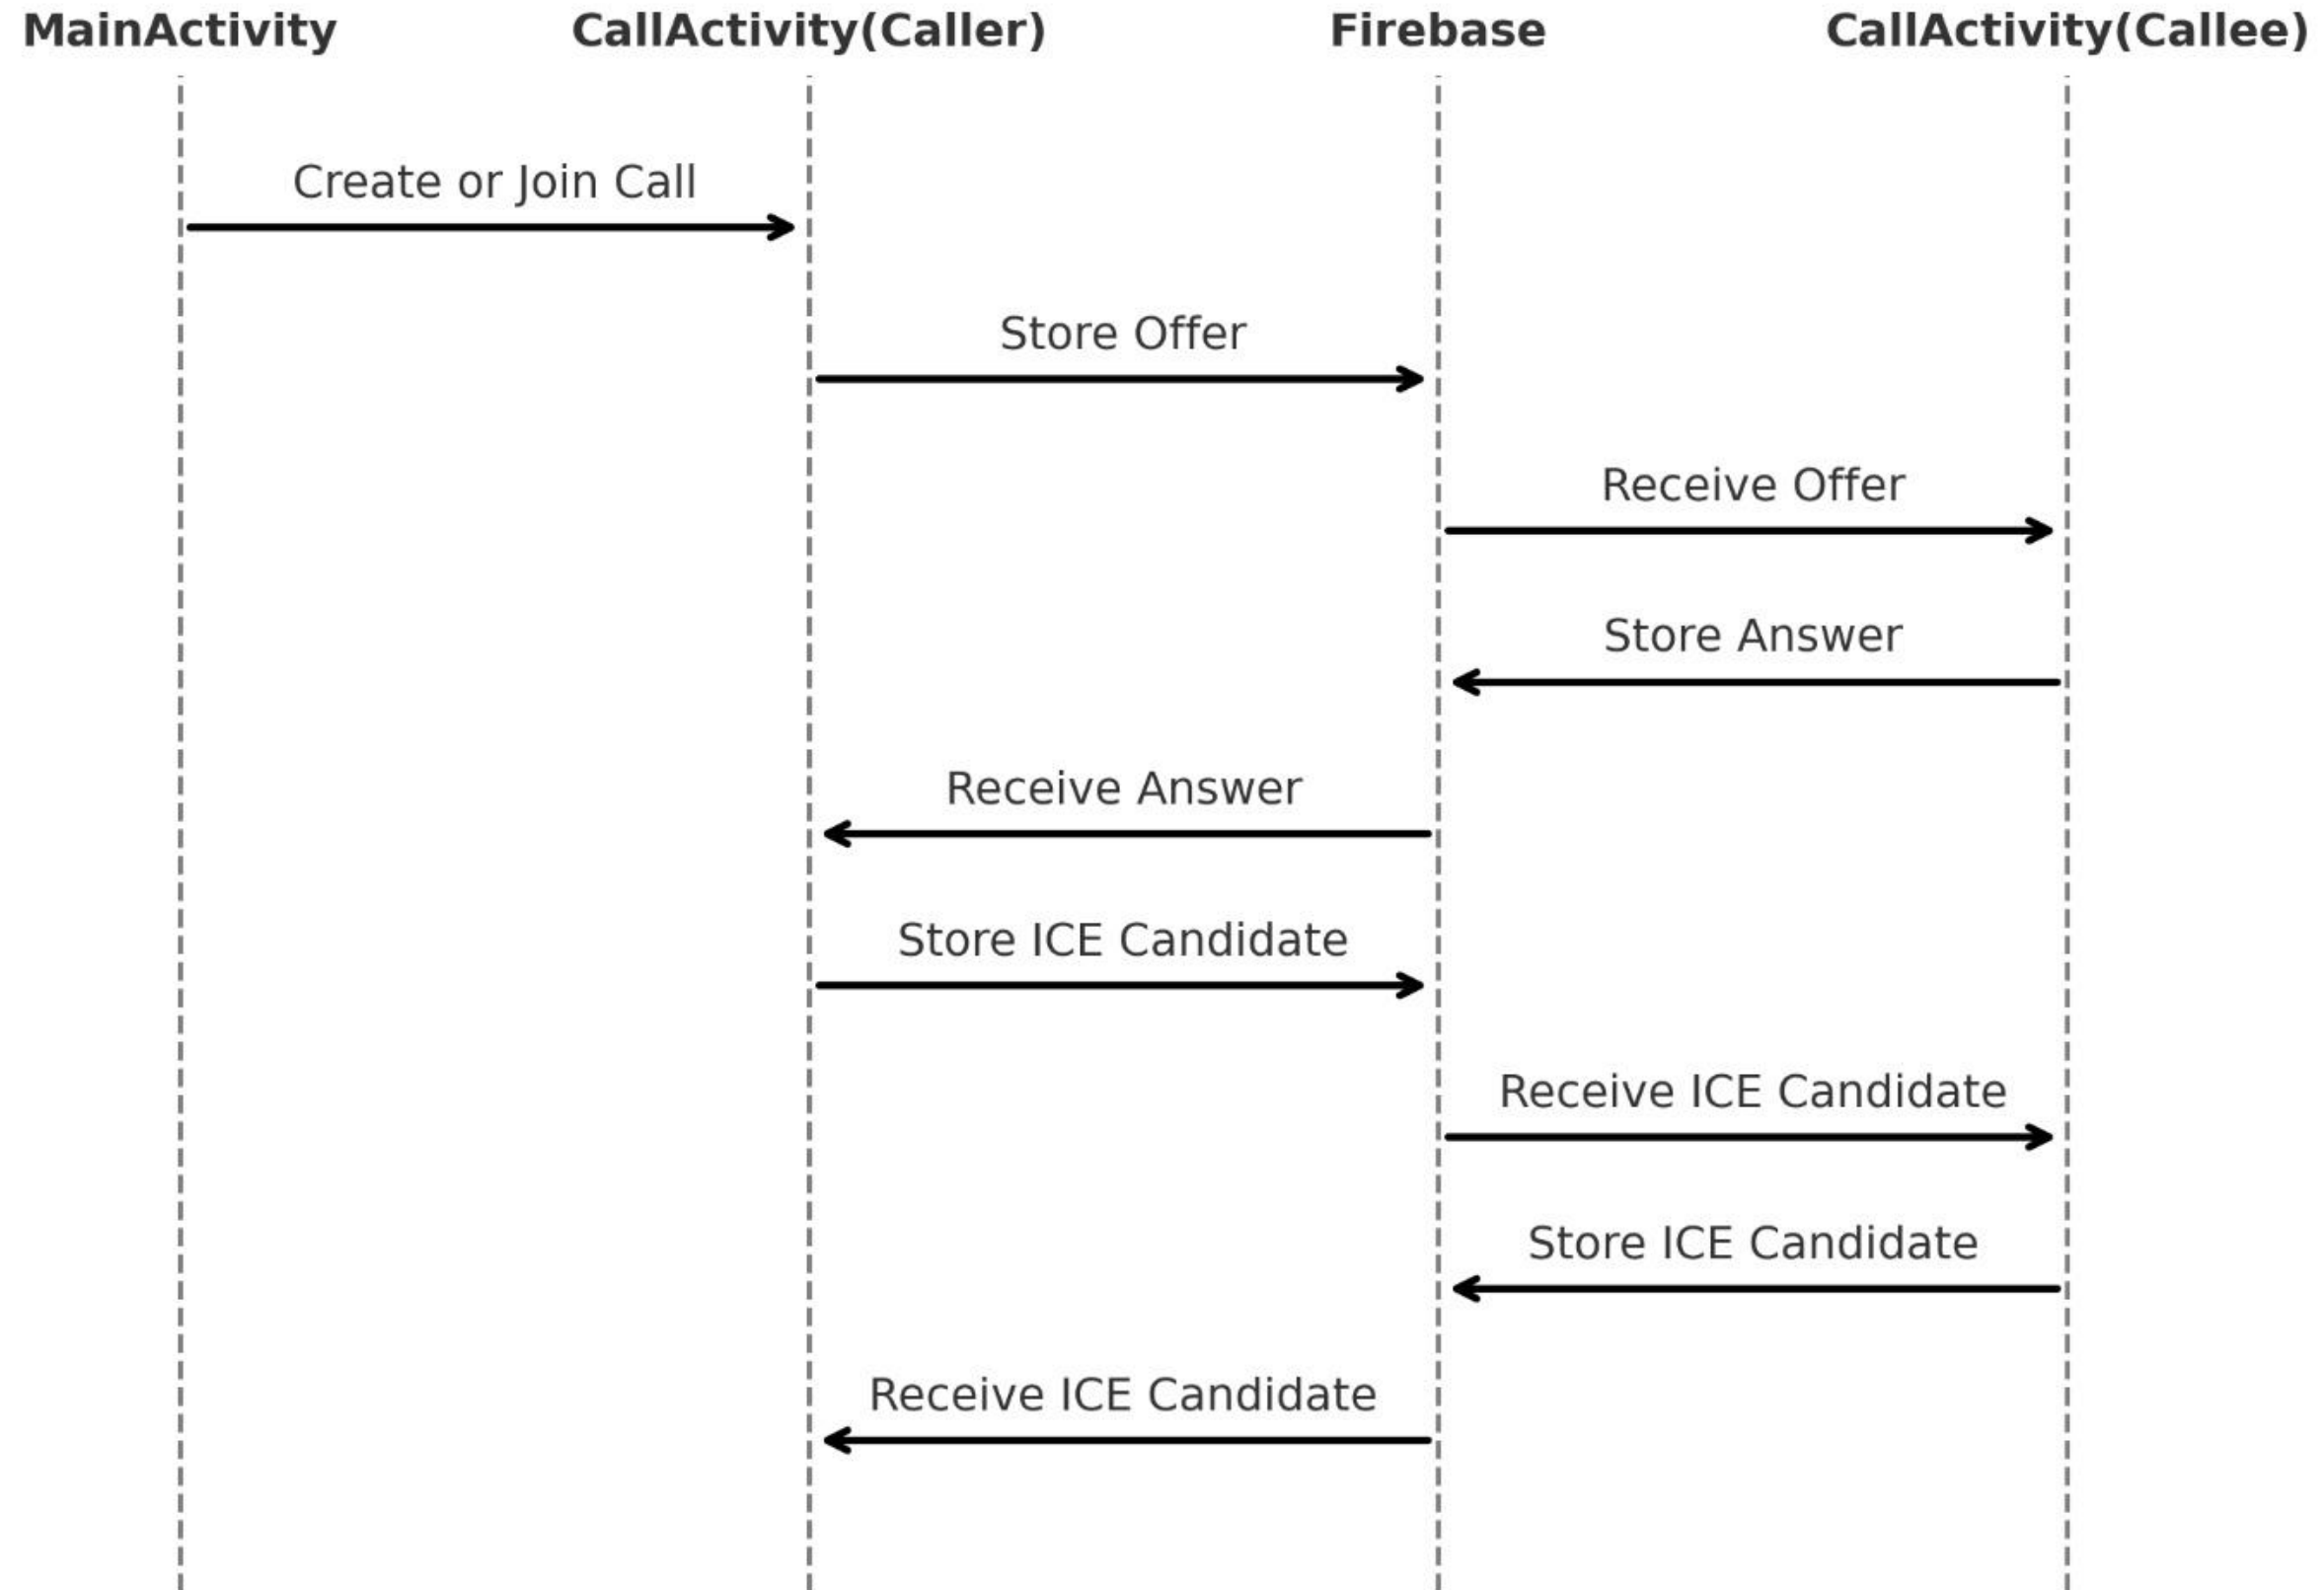 MainActivity
CallActivity(Caller)
Firebase
CallActivity(Callee)
Create or Join Call
Store Offer
Receive Offer
Store Answer
Receive Answer
Store ICE Candidate
Receive ICE Candidate
Store ICE Candidate
Receive ICE Candidate